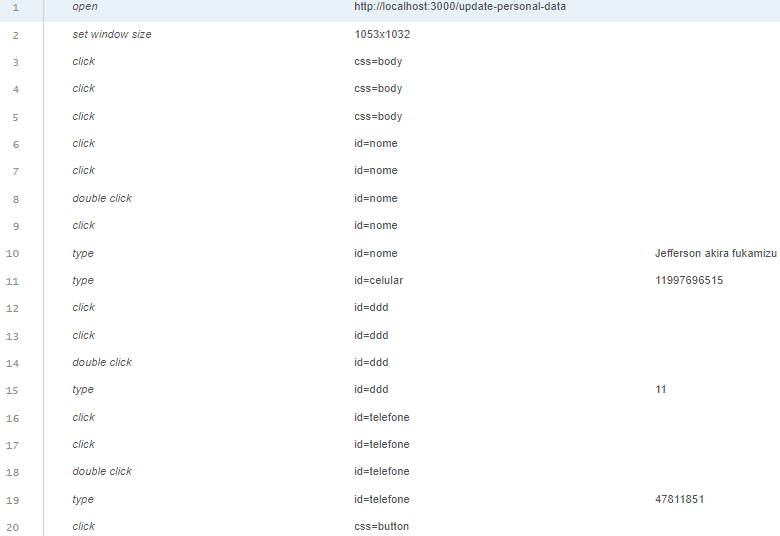 1 open http://localhost:3000/update-personal-data
2 set window size 1053x1032
3 click css=body
4 click css=body
5 click css=body
6 click id=nome
7 click id=nome
8 double click id=nome
9 click id=nome
10 type id=nome Jefferson akira fukamizu
11 type id=celular 11997696515
12 click id=ddd
13 click id=ddd
14 double click id=ddd
15 type id=ddd 11
16 click id=telefone
17 click id=telefone
18 double click id=telefone
19 type id=telefone 47811851
20 click css=button